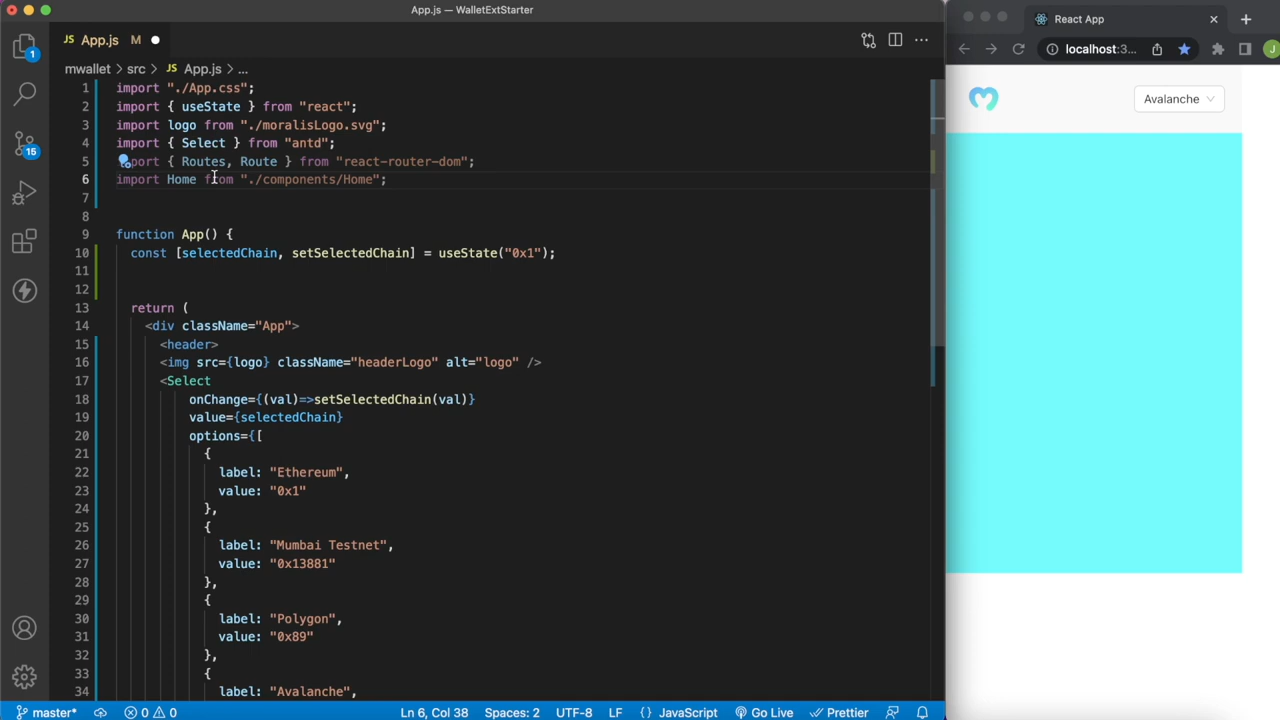 App.js — WalletExtStarter
JS App.js M
mwallet > src > JS App.js > ...
1 import "./App.css";
2 import { useState } from "react";
3 import logo from "./moralisLogo.svg";
4 import { Select } from "antd";
5 port { Routes, Route } from "react-router-dom";
6 import Home from "./components/Home";
7
8
9 function App() {
10 const [selectedChain, setSelectedChain] = useState("0x1");
11
12
13 return (
14 <div className="App">
15 <header>
16 <img src={logo} className="headerLogo" alt="logo" />
17 <Select
18 onChange={(val)=>setSelectedChain(val)}
19 value={selectedChain}
20 options={[
21 {
22 label: "Ethereum",
23 value: "0x1"
24 },
25 {
26 label: "Mumbai Testnet",
27 value: "0x13881"
28 },
29 {
30 label: "Polygon",
31 value: "0x89"
32 },
33 {
34 label: "Avalanche",
1
15
master* 0 0
Ln 6, Col 38 Spaces: 2 UTF-8 LF {} JavaScript Go Live Prettier
React App
localhost:3...
J
Avalanche